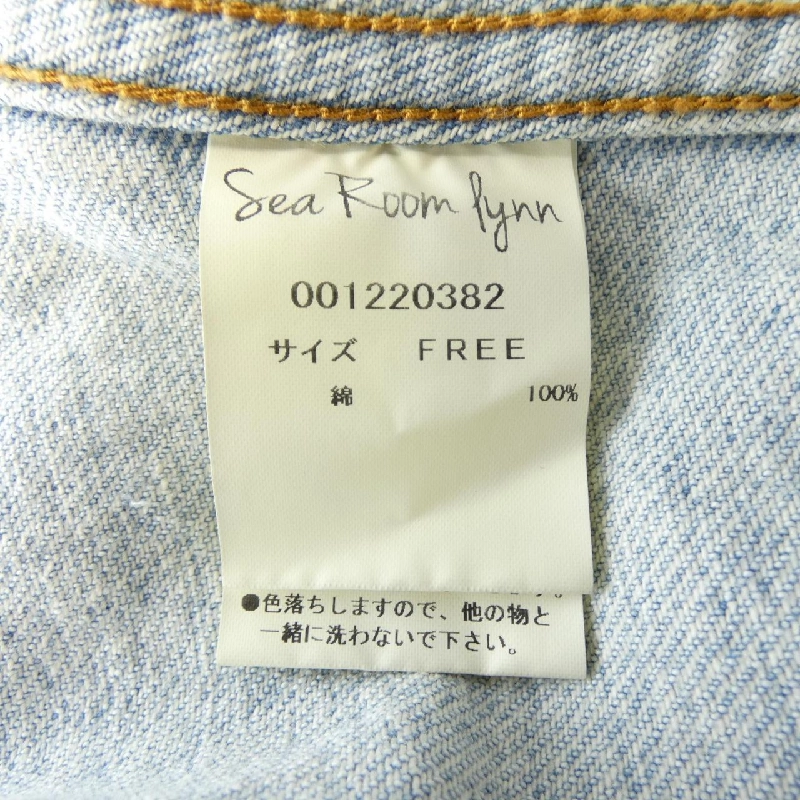 Sea Room lynn
001220382
サイズ FREE
綿 100%
●色落ちしますので、他の物と
一緒に洗わないで下さい。